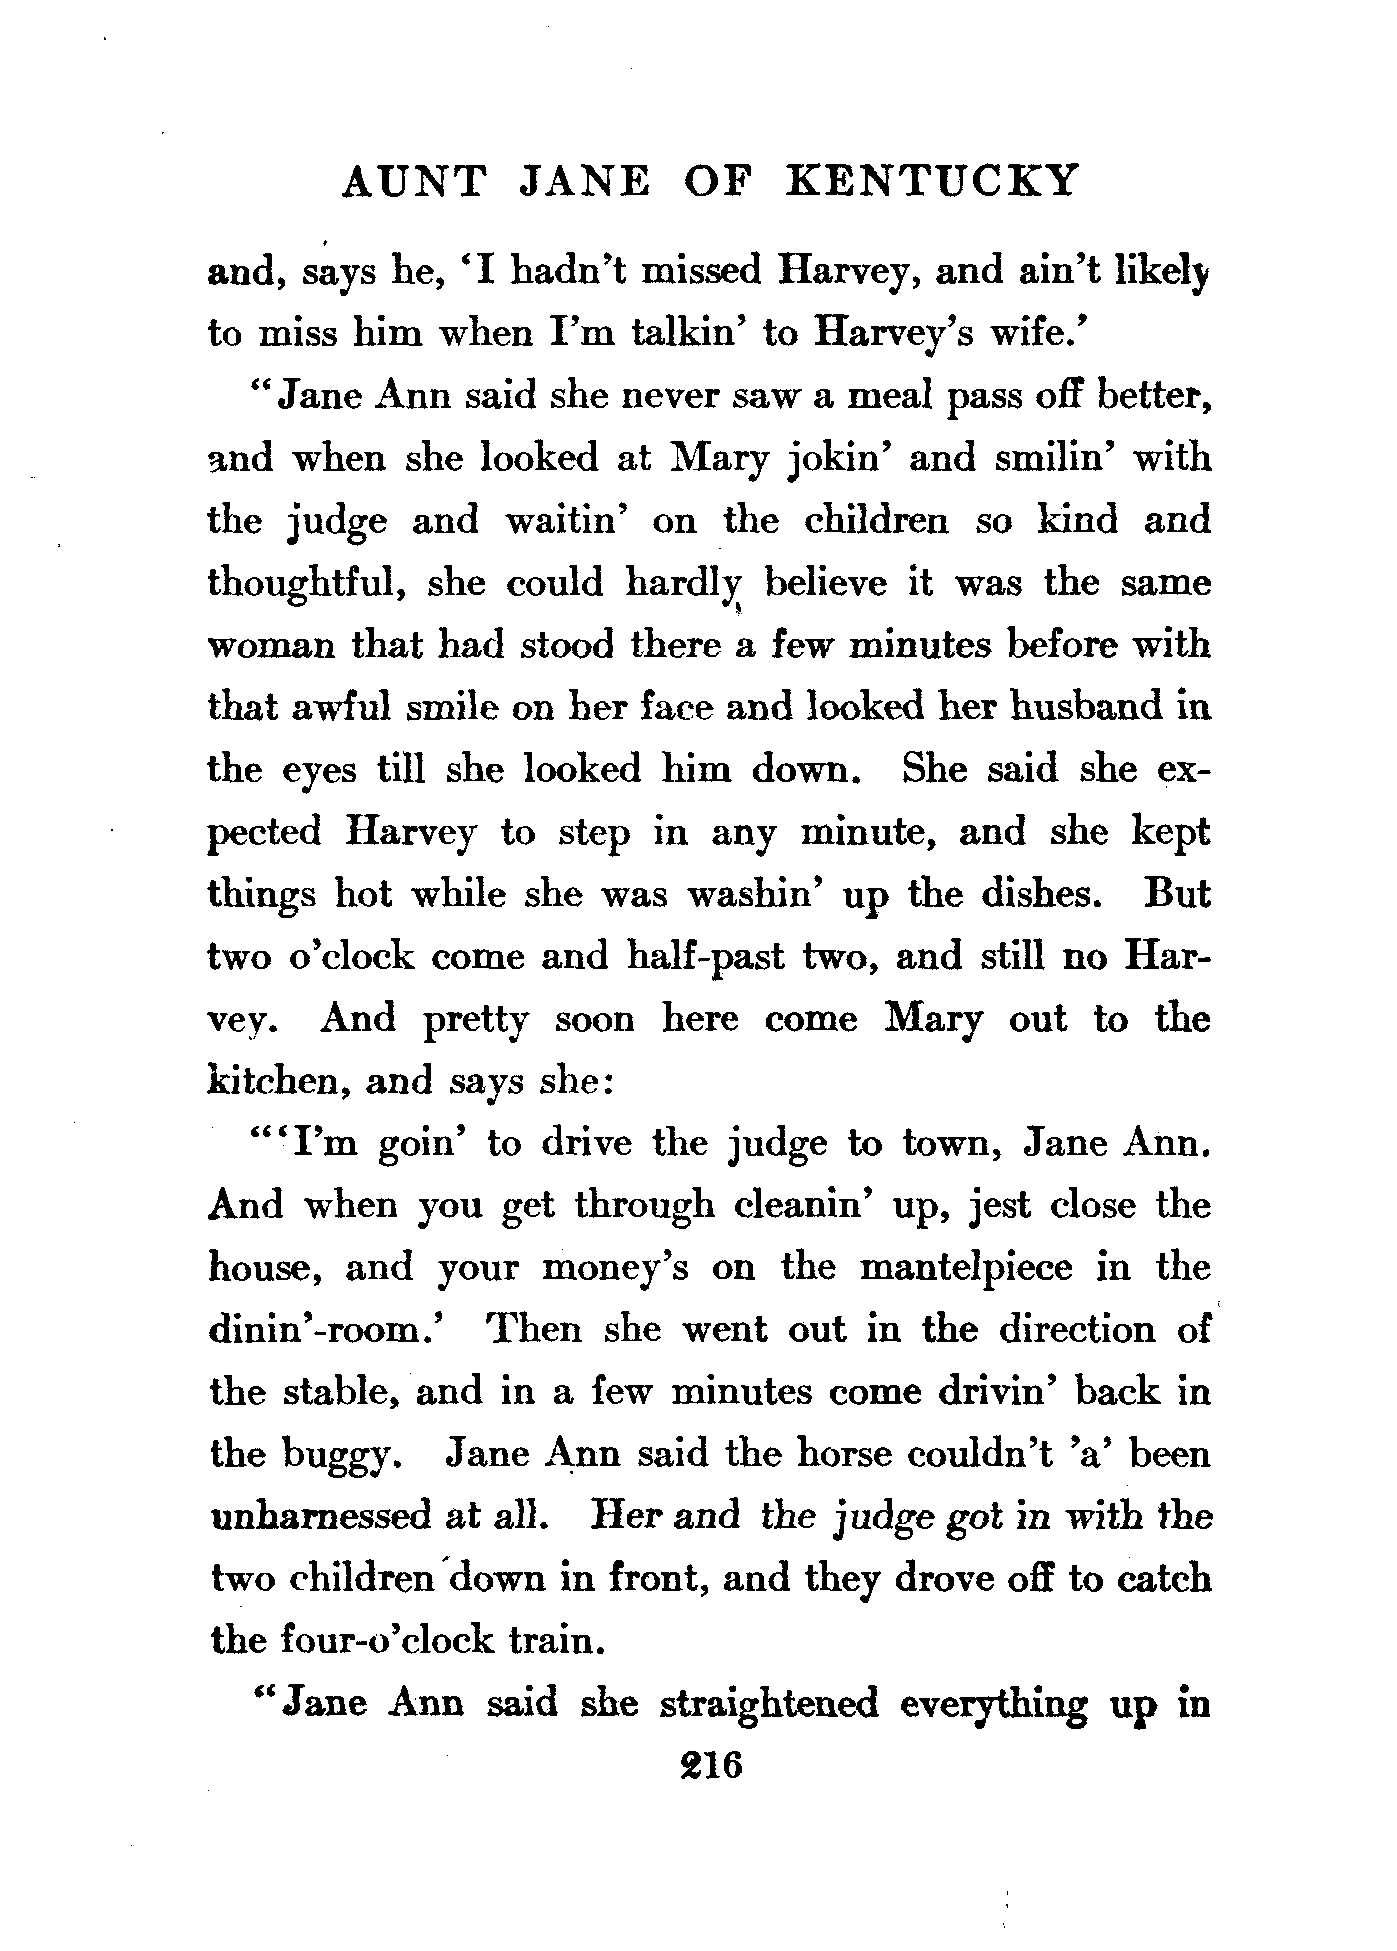 AUNT JANE OF KENTUCKY
and, says he, ‘I hadn’t missed Harvey, and ain’t likely
to miss him when I’m talkin’ to Harvey’s wife.’
“Jane Ann said she never saw a meal pass off better,
and when she looked at Mary jokin’ and smilin’ with
the judge and waitin’ on the children so kind and
thoughtful, she could hardly believe it was the same
woman that had stood there a few minutes before with
that awful smile on her face and looked her husband in
the eyes till she looked him down. She said she ex-
pected Harvey to step in any minute, and she kept
things hot while she was washin’ up the dishes. But
two o’clock come and half-past two, and still no Har-
vey. And pretty soon here come Mary out to the
kitchen, and says she:
“‘I’m goin’ to drive the judge to town, Jane Ann.
And when you get through cleanin’ up, jest close the
house, and your money’s on the mantelpiece in the
dinin’-room.’ Then she went out in the direction of
the stable, and in a few minutes come drivin’ back in
the buggy. Jane Ann said the horse couldn’t ’a’ been
unharnessed at all. Her and the judge got in with the
two children down in front, and they drove off to catch
the four-o’clock train.
“Jane Ann said she straightened everything up in
216